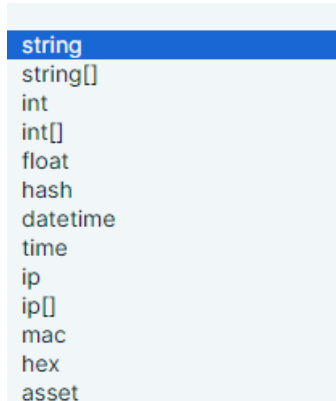 string
string[]
int
int[]
float
hash
datetime
time
ip
ip[]
mac
hex
asset